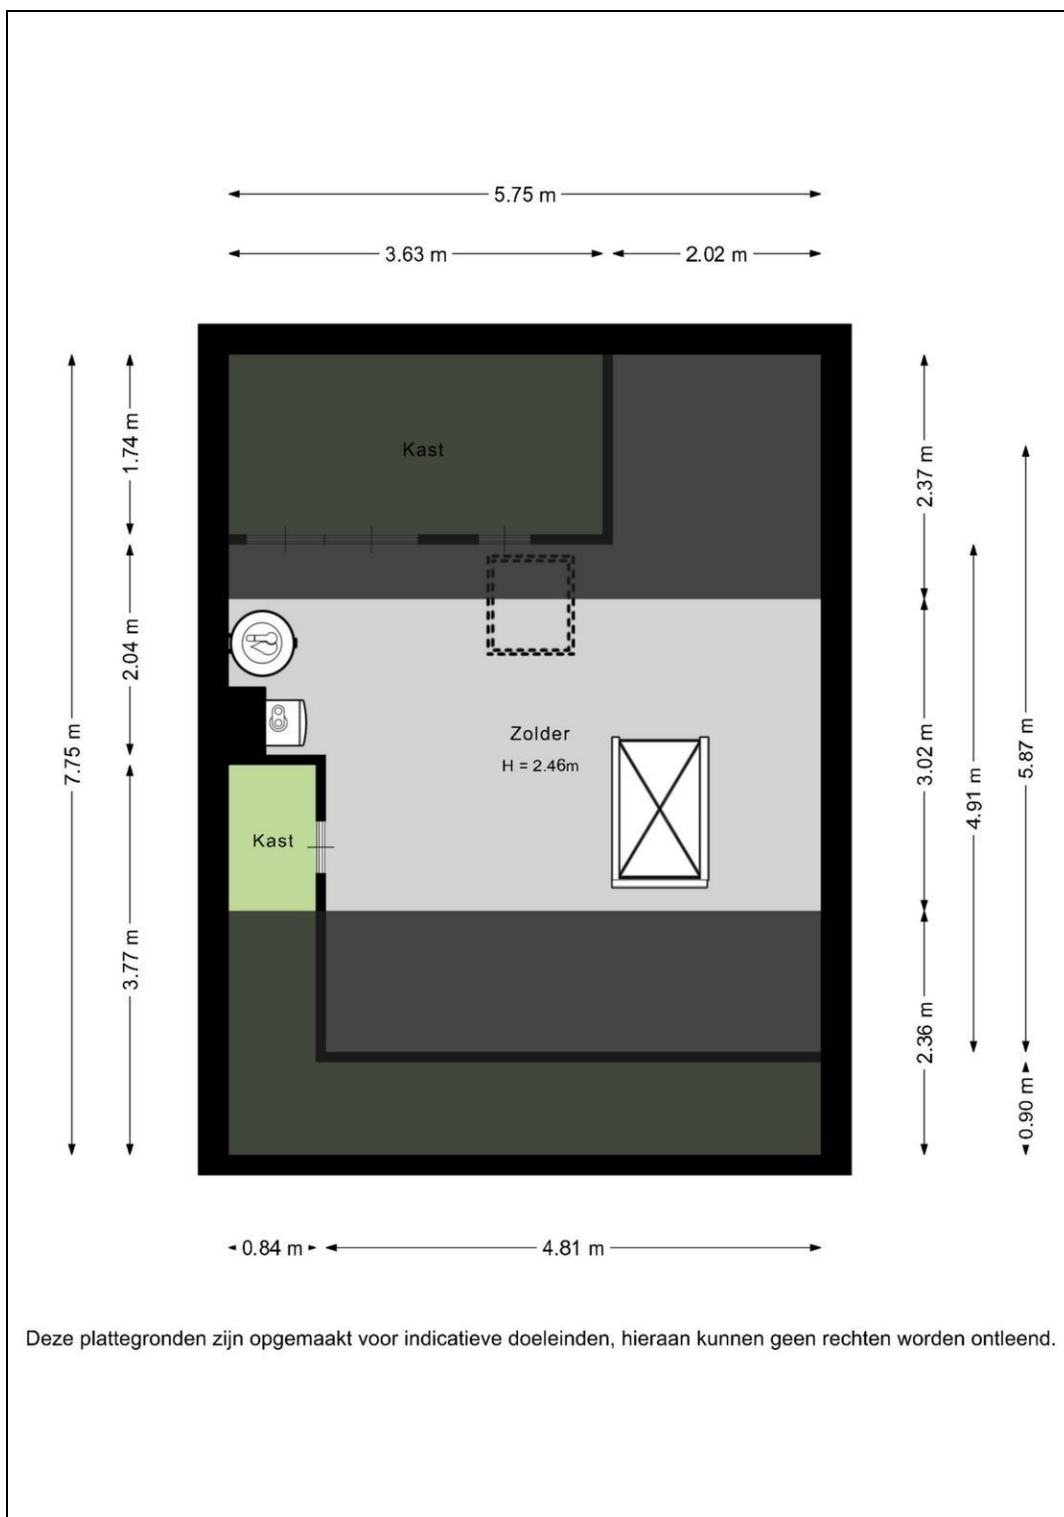 5.75 m
3.63 m
2.02 m
1.74 m
2.04 m
3.77 m
7.75 m
Kast
Zolder
H = 2.46m
Kast
2.37 m
3.02 m
2.36 m
4.91 m
5.87 m
0.90 m
0.84 m
4.81 m
Deze plattegronden zijn opgemaakt voor indicatieve doeleinden, hieraan kunnen geen rechten worden ontleend.